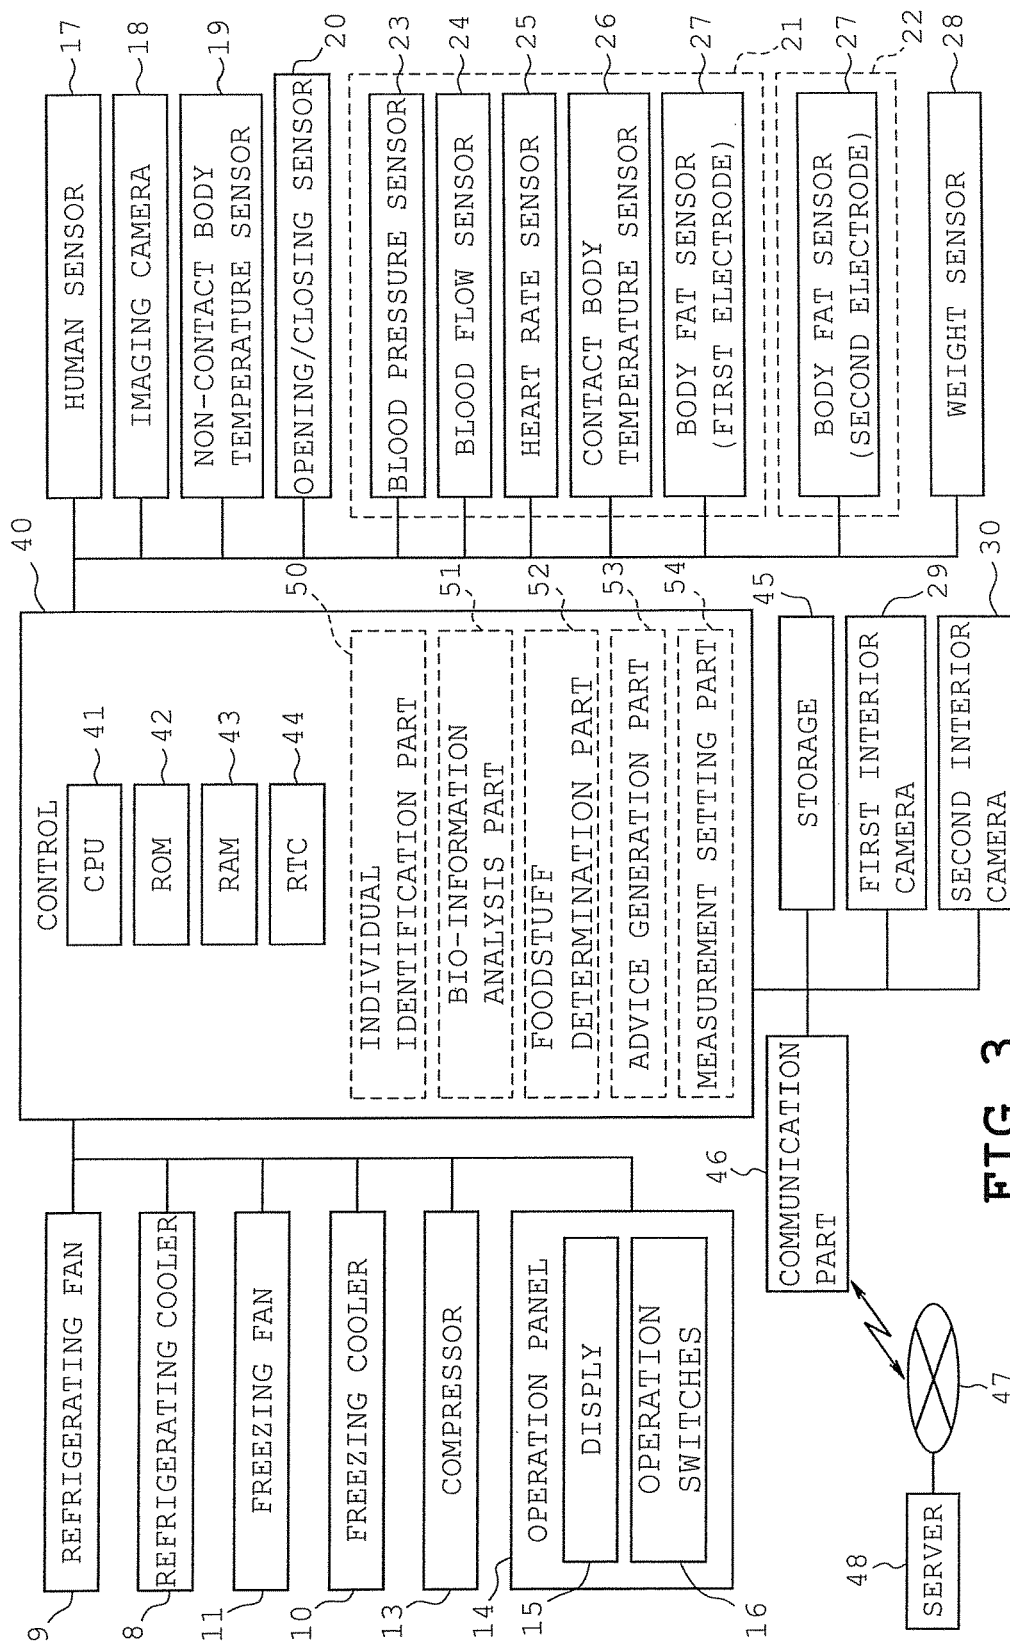 9
REFRIGERATING FAN
8
REFRIGERATING COOLER
11
FREEZING FAN
10
FREEZING COOLER
13
COMPRESSOR
14
OPERATION PANEL
15
DISPLY
16
OPERATION
SWITCHES
40
CONTROL
CPU
41
ROM
42
RAM
43
RTC
44
50
INDIVIDUAL
IDENTIFICATION PART
51
BIO-INFORMATION
ANALYSIS PART
52
FOODSTUFF
DETERMINATION PART
53
ADVICE GENERATION PART
54
MEASUREMENT SETTING PART
HUMAN SENSOR
17
IMAGING CAMERA
18
NON-CONTACT BODY
TEMPERATURE SENSOR
19
OPENING/CLOSING SENSOR
20
BLOOD PRESSURE SENSOR
23
BLOOD FLOW SENSOR
24
HEART RATE SENSOR
25
CONTACT BODY
TEMPERATURE SENSOR
26
BODY FAT SENSOR
(FIRST ELECTRODE)
27
21
BODY FAT SENSOR
(SECOND ELECTRODE)
27
22
WEIGHT SENSOR
28
45
STORAGE
29
FIRST INTERIOR
CAMERA
30
SECOND INTERIOR
CAMERA
46
COMMUNICATION
PART
47
48
SERVER
FIG 3